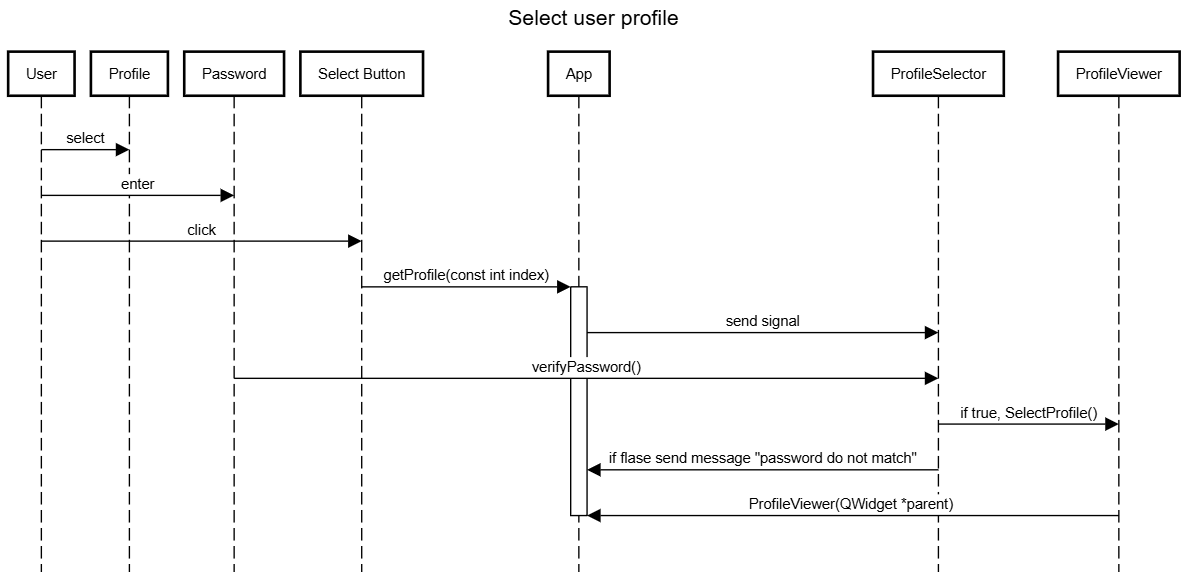 Select user profile
User
Profile
Password
Select Button
App
ProfileSelector
ProfileViewer
select
enter
click
getProfile(const int index)
send signal
verifyPassword()
if true, SelectProfile()
if flase send message "password do not match"
ProfileViewer(QWidget *parent)